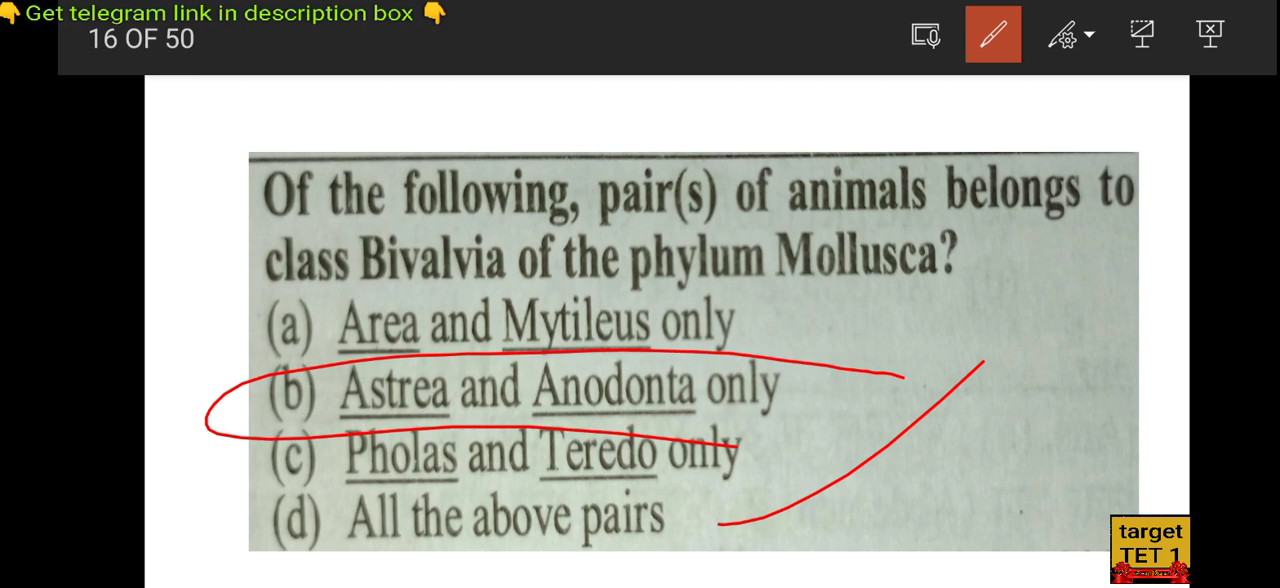 👇 Get telegram link in description box 👇
16 OF 50
Of the following, pair(s) of animals belongs to
class Bivalvia of the phylum Mollusca?
(a) Area and Mytileus only
(b) Astrea and Anodonta only
(c) Pholas and Teredo only
(d) All the above pairs
target
TET 1